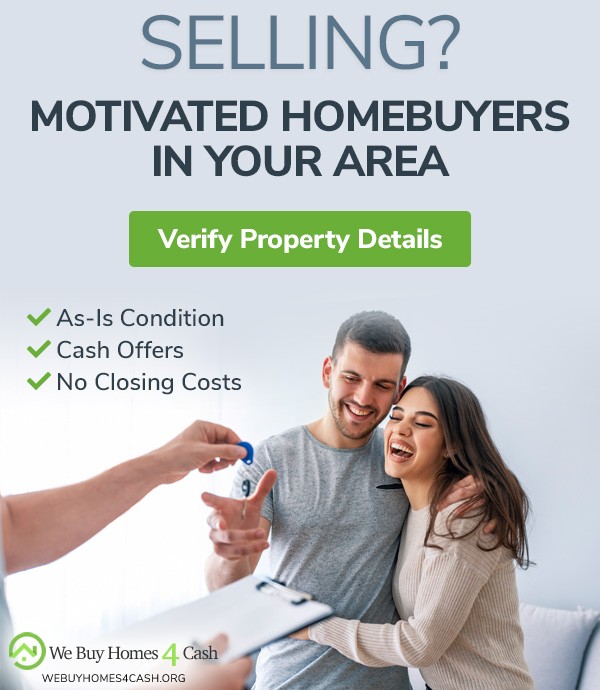 SELLING?
MOTIVATED HOMEBUYERS
IN YOUR AREA
Verify Property Details
As-Is Condition
Cash Offers
No Closing Costs
We Buy Homes 4 Cash
WEBUYHOMES4CASH.ORG